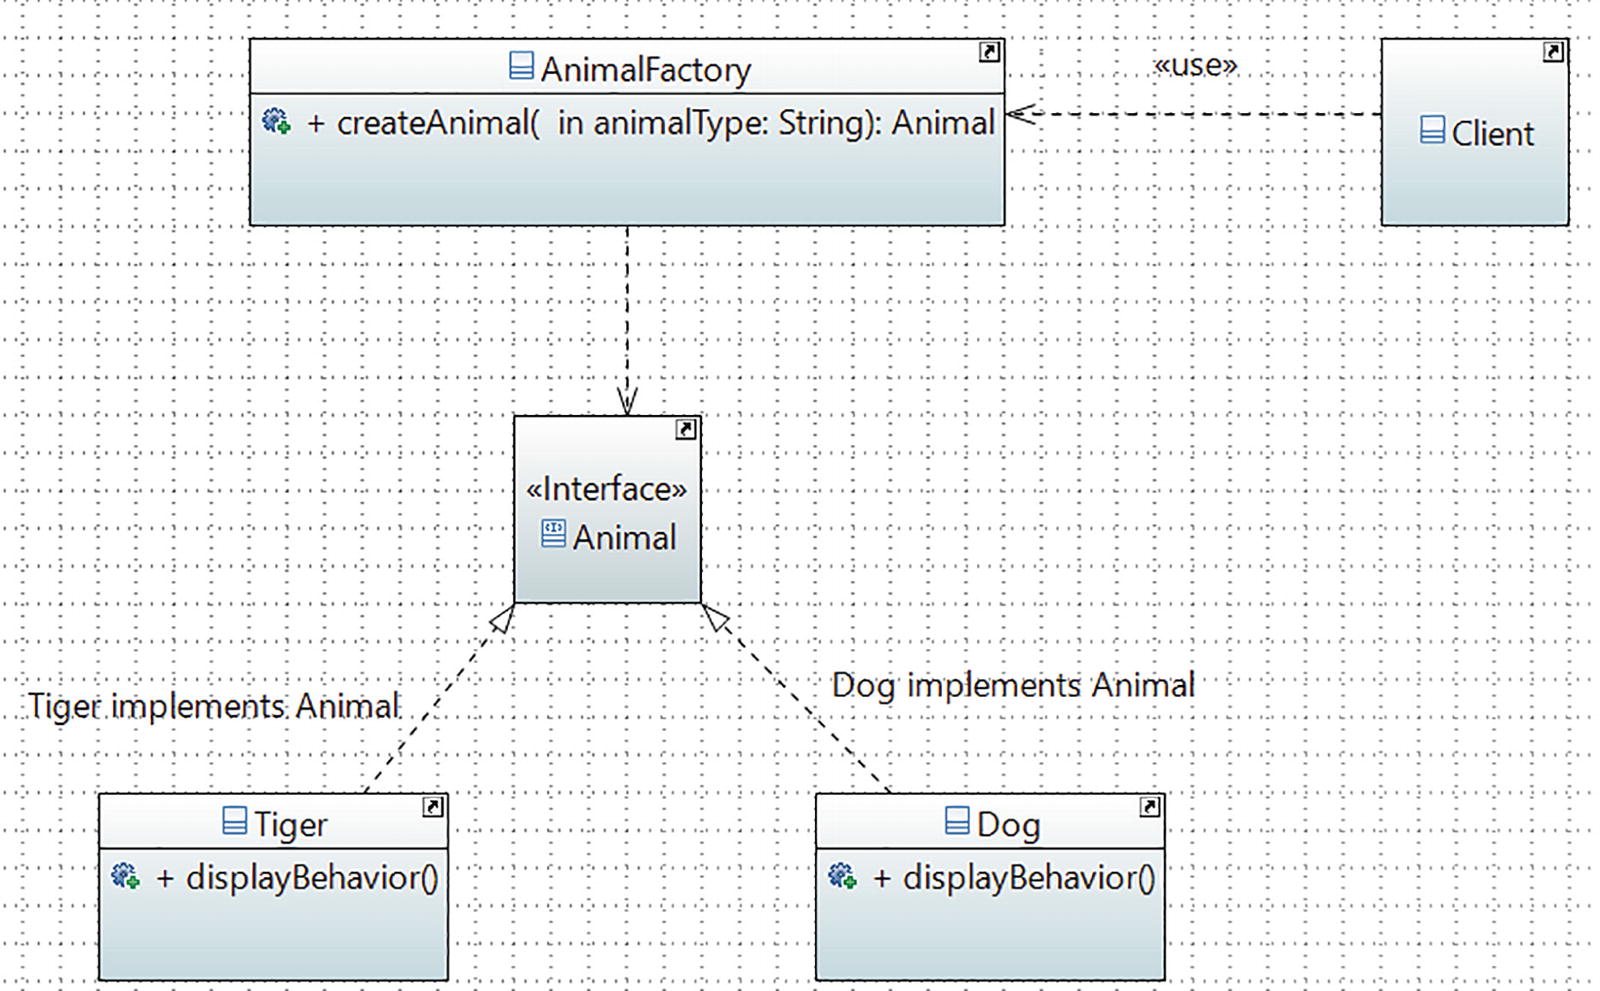 AnimalFactory
+ createAnimal(  in animalType: String): Animal
«use»
Client
«Interface»
Animal
Tiger implements Animal
Dog implements Animal
Tiger
+ displayBehavior()
Dog
+ displayBehavior()